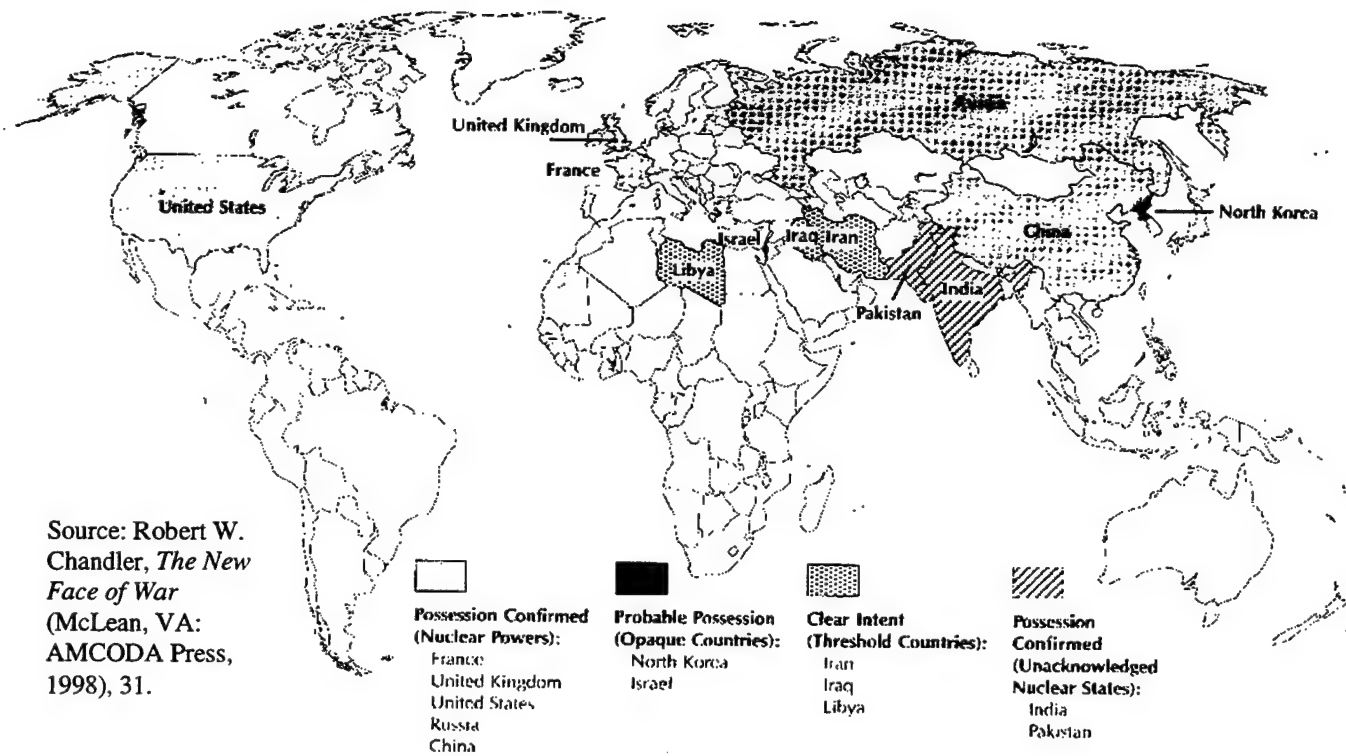 Russia
United Kingdom
France
United States
North Korea
Israel
Iraq
Iran
China
Libya
India
Pakistan
Source: Robert W.
Chandler, The New
Face of War
(McLean, VA:
AMCODA Press,
1998), 31.
Possession Confirmed
(Nuclear Powers):
France
United Kingdom
United States
Russia
China
Probable Possession
(Opaque Countries):
North Korea
Israel
Clear Intent
(Threshold Countries):
Iran
Iraq
Libya
Possession
Confirmed
(Unacknowledged
Nuclear States):
India
Pakistan